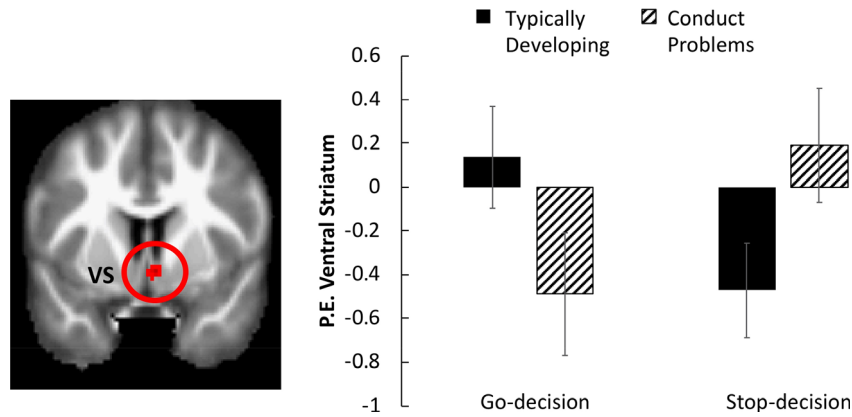 Typically
Developing
Conduct
Problems
VS
P.E. Ventral Striatum
0.6
0.4
0.2
0
-0.2
-0.4
-0.6
-0.8
-1
Go-decision
Stop-decision